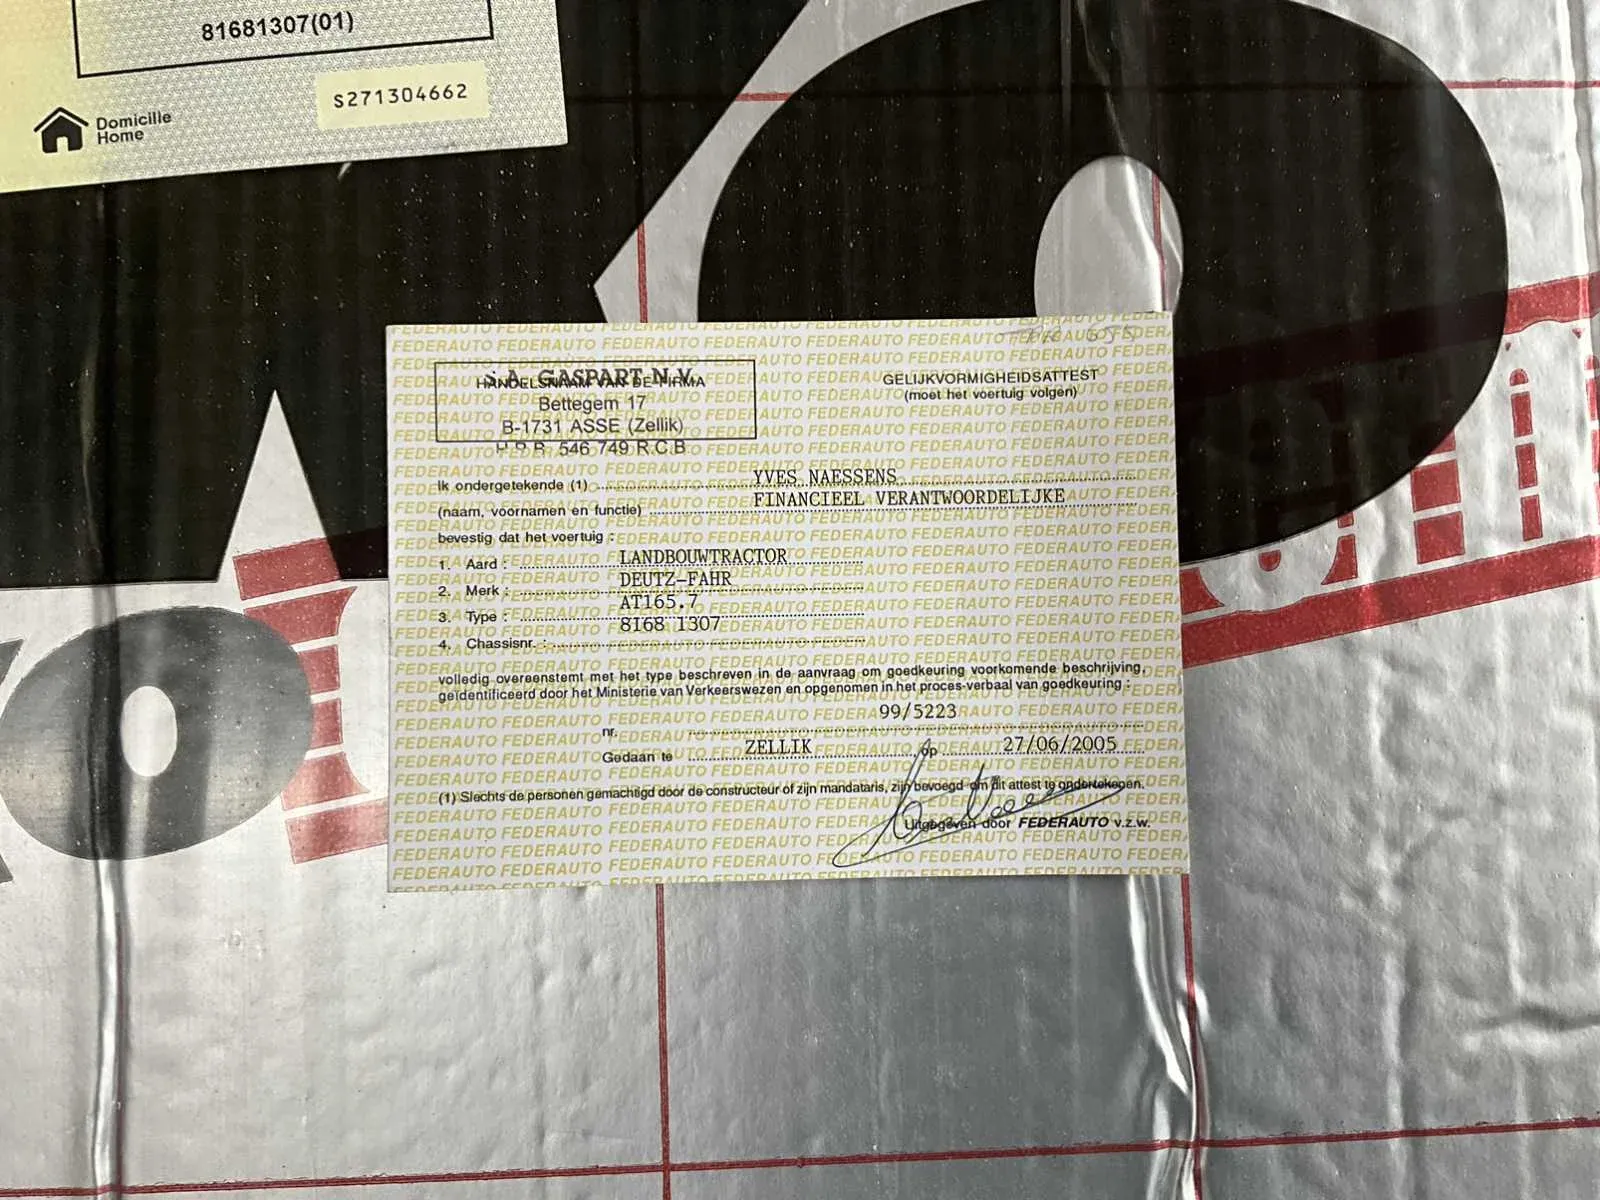 81681307(01)
S271304662
Domicilie
Home
S.A. GASPART N.V.
HANDELSNAAM VAN DE FIRMA
Bettegem 17
B-1731 ASSE (Zellik)
546 749 R.C.B
GELIJKVORMIGHEIDSATTEST
(moet het voertuig volgen)
Ik ondergetekende (1) YVES NAESSENS
(naam, voornamen en functie) FINANCIEEL VERANTWOORDELIJKE
bevestig dat het voertuig :
1. Aard : LANDBOUWTRACTOR
2. Merk : DEUTZ-FAHR
3. Type : AT165.7
4. Chassisnr. : 8168 1307
volledig overeenstemt met het type beschreven in de aanvraag om goedkeuring voorkomende beschrijving,
geïdentificeerd door het Ministerie van Verkeerswezen en opgenomen in het proces-verbaal van goedkeuring :
nr. 99/5223
Gedaan te ZELLIK op 27/06/2005
(1) Slechts de personen gemachtigd door de constructeur of zijn mandataris, zijn bevoegd om dit attest te ondertekenen.
Uitgegeven door FEDERAUTO v.z.w.